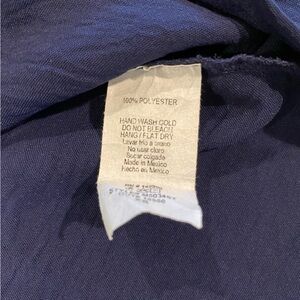 100% POLYESTER
HAND WASH COLD
DO NOT BLEACH
HANG / FLAT DRY
Lavar frio a mano
No usar cloro
Secar colgado
Made in Mexico
Hecho en Mexico